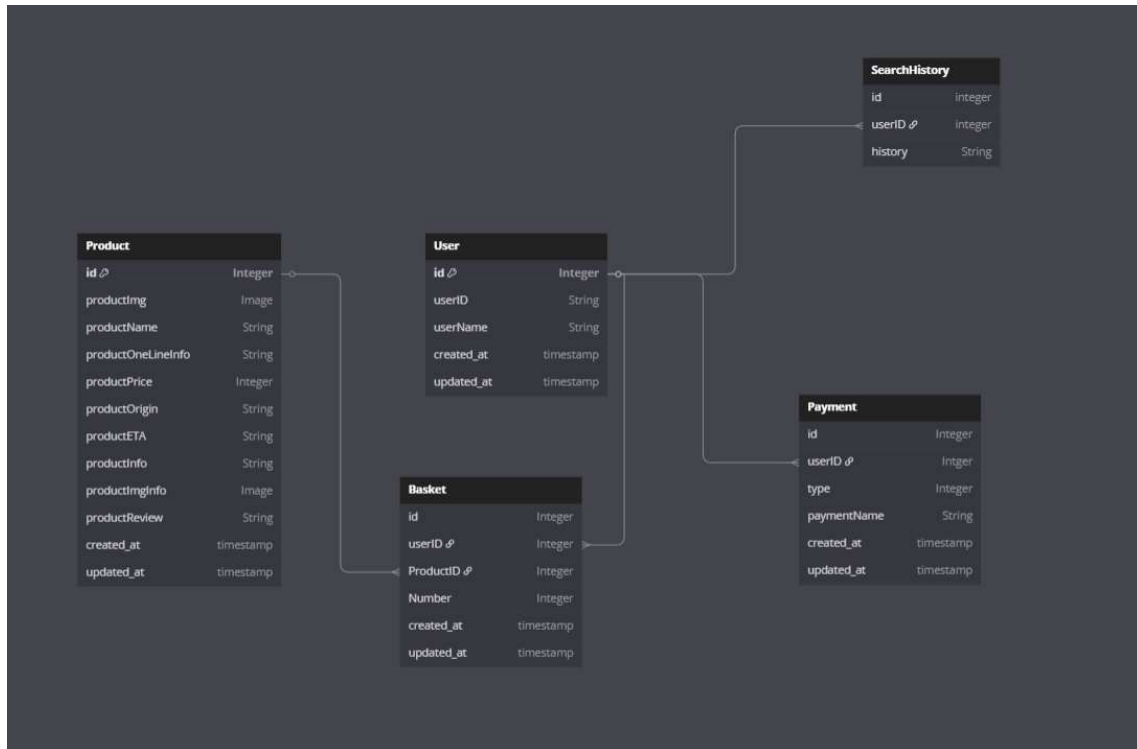 SearchHistory
id integer
userID integer
history String
Product
id Integer
productImg Image
productName String
productOneLineInfo String
productPrice Integer
productOrigin String
productETA String
productInfo String
productImgInfo Image
productReview String
created_at timestamp
updated_at timestamp
User
id Integer
userID String
userName String
created_at timestamp
updated_at timestamp
Basket
id Integer
userID Integer
ProductID Integer
Number Integer
created_at timestamp
updated_at timestamp
Payment
id Integer
userID Intger
type Integer
paymentName String
created_at timestamp
updated_at timestamp